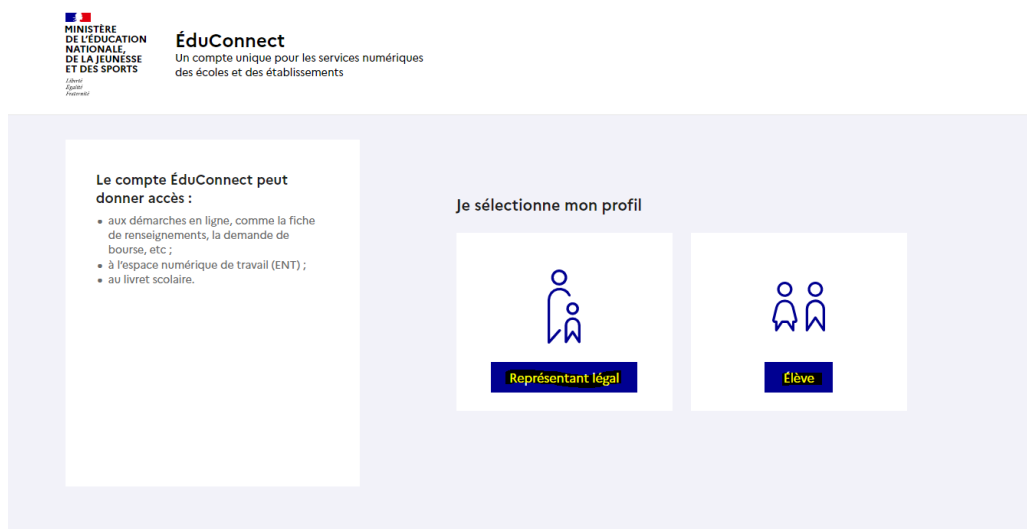 MINISTÈRE
DE L'ÉDUCATION
NATIONALE,
DE LA JEUNESSE
ET DES SPORTS
Liberté
Égalité
Fraternité
ÉduConnect
Un compte unique pour les services numériques
des écoles et des établissements
Le compte ÉduConnect peut
donner accès :
• aux démarches en ligne, comme la fiche
de renseignements, la demande de
bourse, etc ;
• à l'espace numérique de travail (ENT) ;
• au livret scolaire.
Je sélectionne mon profil
Représentant légal
Élève